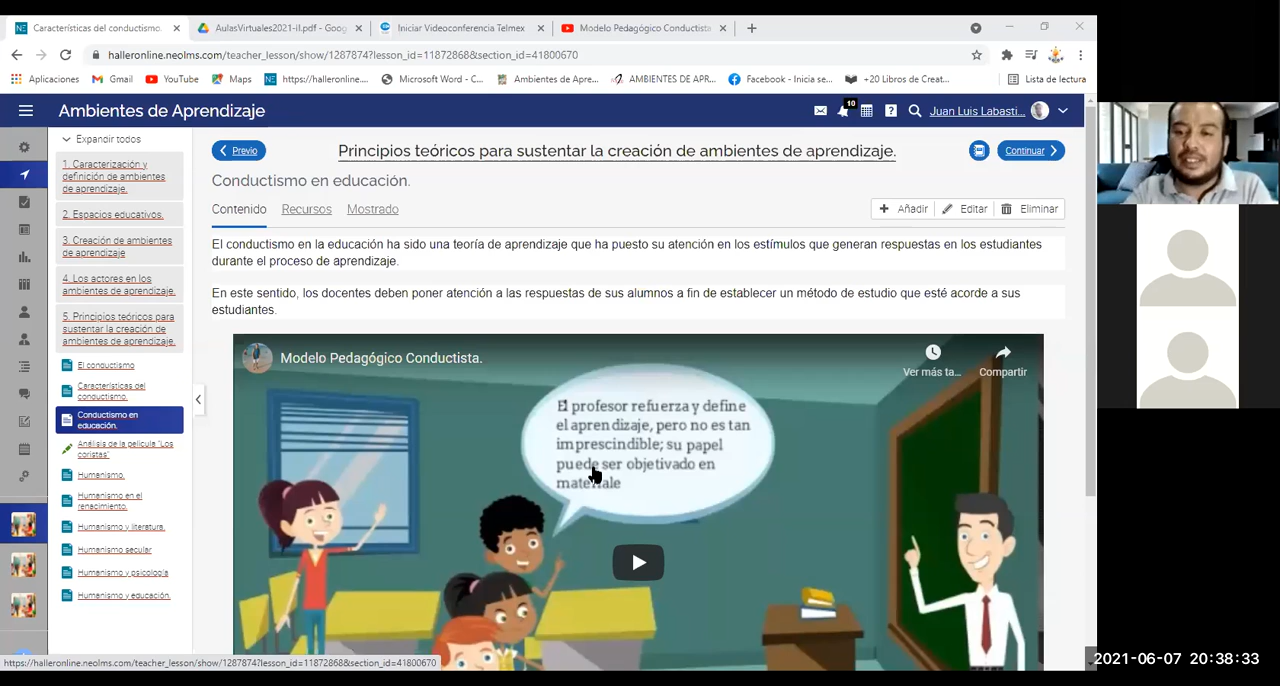 Características del conductismo.
AulasVirtuales2021-il.pdf - Goog
Iniciar Videoconferencia Telmex
Modelo Pedagógico Conductista
halleronline.neolms.com/teacher_lesson/show/1287874?lesson_id=11872868&section_id=41800670
Aplicaciones
Gmail
YouTube
Maps
https://halleronline....
Microsoft Word - C...
Ambientes de Apre...
AMBIENTES DE APR...
Facebook - Inicia se...
+20 Libros de Creat...
Lista de lectura
Ambientes de Aprendizaje
10
Juan Luis Labasti...
Expandir todos
1. Caracterización y
definición de ambientes
de aprendizaje.
2. Espacios educativos.
3. Creación de ambientes
de aprendizaje
4. Los actores en los
ambientes de aprendizaje.
5. Principios teóricos para
sustentar la creación de
ambientes de aprendizaje.
El conductismo
Características del
conductismo.
Conductismo en
educación.
Análisis de la película "Los
coristas"
Humanismo.
Humanismo en el
renacimiento.
Humanismo y literatura.
Humanismo secular
Humanismo y psicología
Humanismo y educación.
Previo
Principios teóricos para sustentar la creación de ambientes de aprendizaje.
Continuar
Conductismo en educación.
Contenido
Recursos
Mostrado
Añadir
Editar
Eliminar
El conductismo en la educación ha sido una teoría de aprendizaje que ha puesto su atención en los estímulos que generan respuestas en los estudiantes
durante el proceso de aprendizaje.
En este sentido, los docentes deben poner atención a las respuestas de sus alumnos a fin de establecer un método de estudio que esté acorde a sus
estudiantes.
Modelo Pedagógico Conductista.
Ver más ta...
Compartir
El profesor refuerza y define
el aprendizaje, pero no es tan
imprescindible; su papel
puede ser objetivado en
materiale
https://halleronline.neolms.com/teacher_lesson/show/1287874?lesson_id=11872868&section_id=41800670
2021-06-07 20:38:33